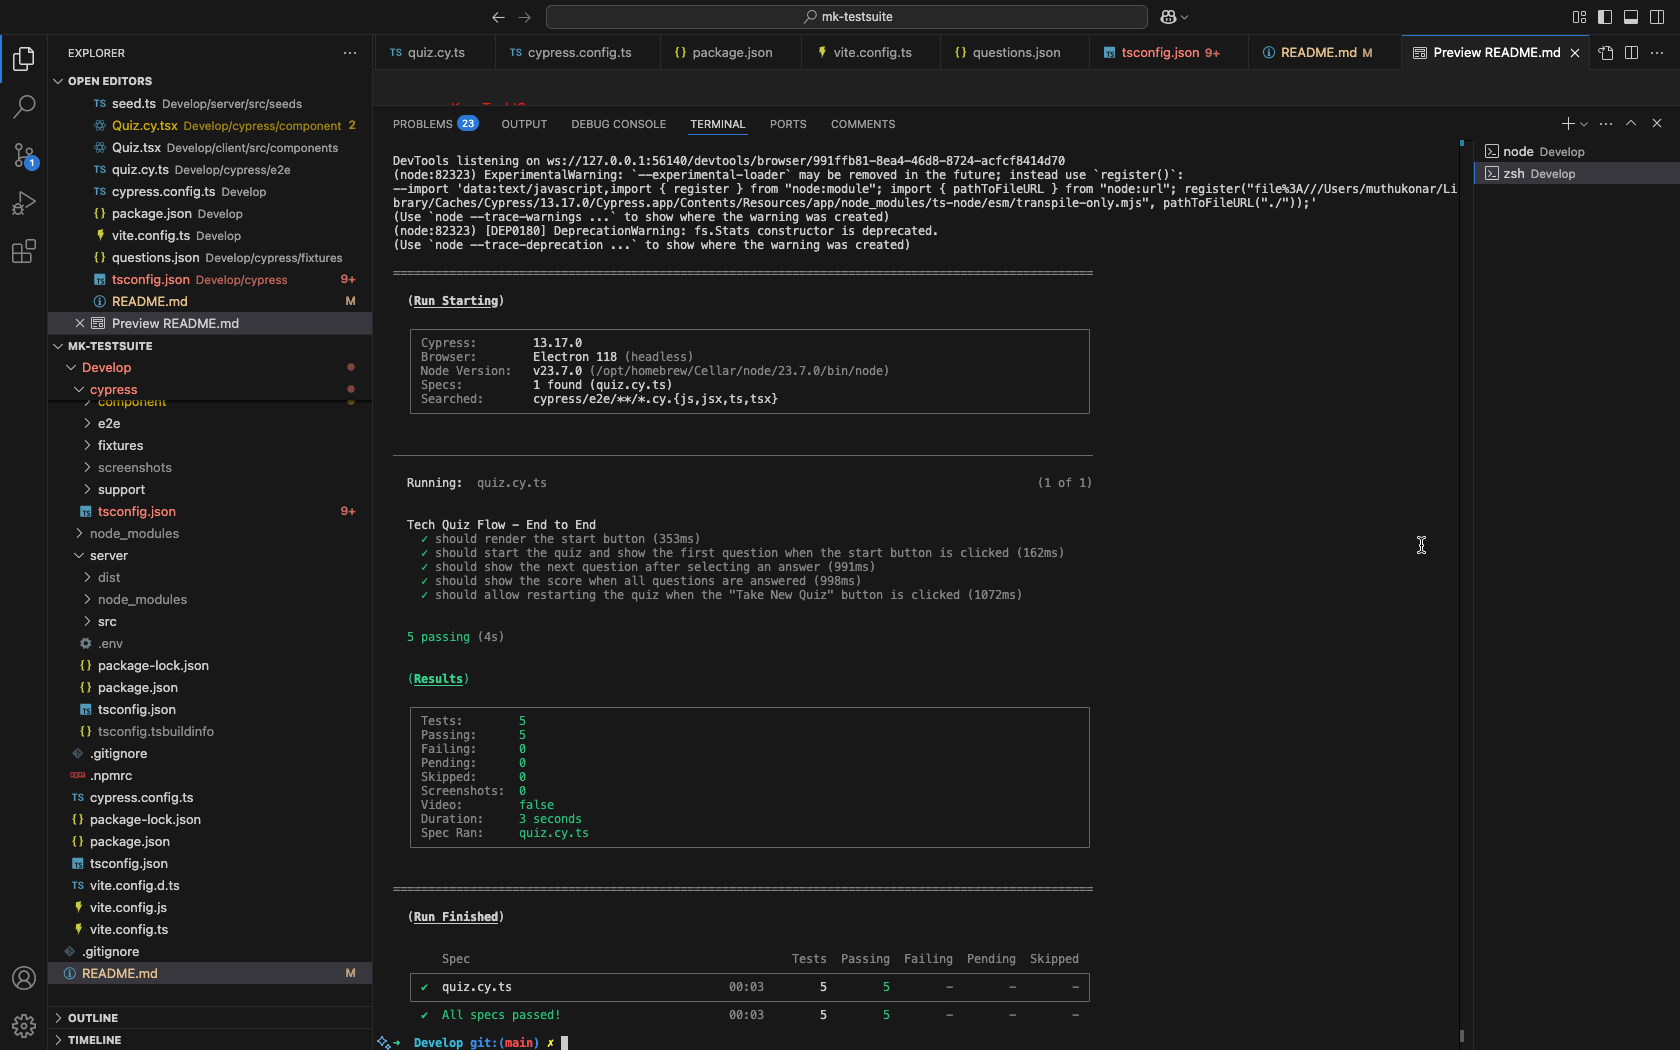 mk-testsuite
EXPLORER
OPEN EDITORS
TS seed.ts Develop/server/src/seeds
Quiz.cy.tsx Develop/cypress/component 2
Quiz.tsx Develop/client/src/components
TS quiz.cy.ts Develop/cypress/e2e
TS cypress.config.ts Develop
{} package.json Develop
vite.config.ts Develop
{} questions.json Develop/cypress/fixtures
TS tsconfig.json Develop/cypress 9+
README.md M
Preview README.md
MK-TESTSUITE
Develop
cypress
component
e2e
fixtures
screenshots
support
TS tsconfig.json 9+
node_modules
server
dist
node_modules
src
.env
{} package-lock.json
{} package.json
TS tsconfig.json
{} tsconfig.tsbuildinfo
.gitignore
.npmrc
TS cypress.config.ts
{} package-lock.json
{} package.json
TS tsconfig.json
TS vite.config.d.ts
vite.config.js
vite.config.ts
.gitignore
README.md M
OUTLINE
TIMELINE
1
TS quiz.cy.ts
TS cypress.config.ts
{} package.json
vite.config.ts
{} questions.json
TS tsconfig.json 9+
README.md M
Preview README.md
PROBLEMS 23
OUTPUT
DEBUG CONSOLE
TERMINAL
PORTS
COMMENTS
DevTools listening on ws://127.0.0.1:56140/devtools/browser/991ffb81-8ea4-46d8-8724-acfcf8414d70
(node:82323) ExperimentalWarning: `--experimental-loader` may be removed in the future; instead use `register()`:
--import 'data:text/javascript,import { register } from "node:module"; import { pathToFileURL } from "node:url"; register("file%3A///Users/muthukonar/Li
brary/Caches/Cypress/13.17.0/Cypress.app/Contents/Resources/app/node_modules/ts-node/esm/transpile-only.mjs", pathToFileURL("./"));'
(Use `node --trace-warnings ...` to show where the warning was created)
(node:82323) [DEP0180] DeprecationWarning: fs.Stats constructor is deprecated.
(Use `node --trace-deprecation ...` to show where the warning was created)
(Run Starting)
Cypress: 13.17.0
Browser: Electron 118 (headless)
Node Version: v23.7.0 (/opt/homebrew/Cellar/node/23.7.0/bin/node)
Specs: 1 found (quiz.cy.ts)
Searched: cypress/e2e/**/*.cy.{js,jsx,ts,tsx}
Running: quiz.cy.ts (1 of 1)
Tech Quiz Flow – End to End
✓ should render the start button (353ms)
✓ should start the quiz and show the first question when the start button is clicked (162ms)
✓ should show the next question after selecting an answer (991ms)
✓ should show the score when all questions are answered (998ms)
✓ should allow restarting the quiz when the "Take New Quiz" button is clicked (1072ms)
5 passing (4s)
(Results)
Tests: 5
Passing: 5
Failing: 0
Pending: 0
Skipped: 0
Screenshots: 0
Video: false
Duration: 3 seconds
Spec Ran: quiz.cy.ts
(Run Finished)
Spec Tests Passing Failing Pending Skipped
✔ quiz.cy.ts 00:03 5 5 – – –
✔ All specs passed! 00:03 5 5 – – –
➜ Develop git:(main) ✗
node Develop
zsh Develop